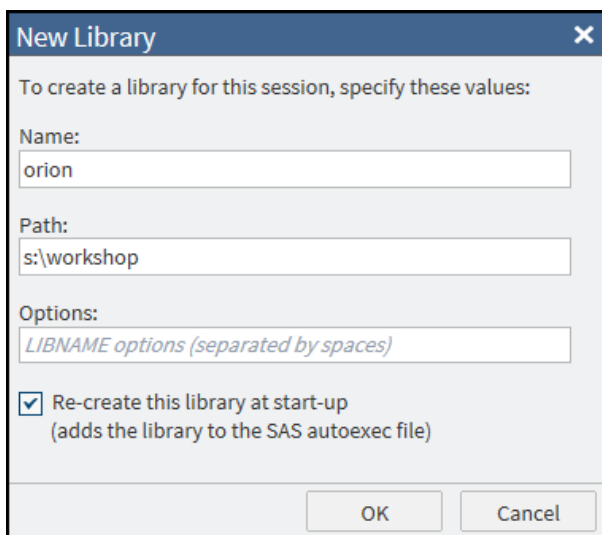 New Library
To create a library for this session, specify these values:
Name:
orion
Path:
s:\workshop
Options:
LIBNAME options (separated by spaces)
Re-create this library at start-up
(adds the library to the SAS autoexec file)
OK Cancel